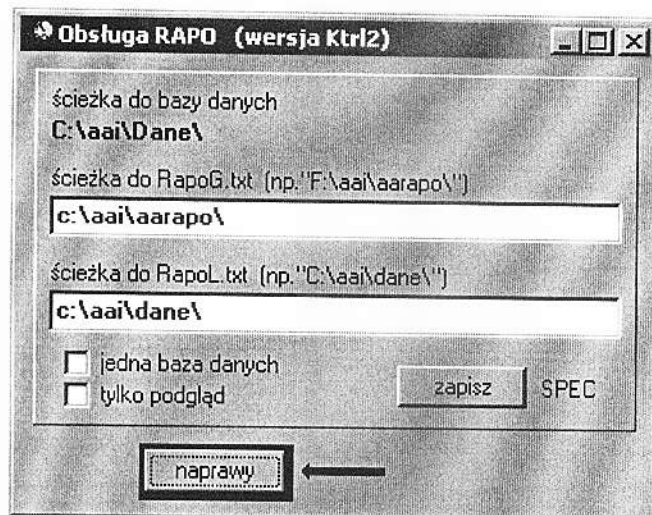 Obsługa RAPO (wersja Ktrl2)
ścieżka do bazy danych
C:\aai\Dane\
ścieżka do RapoG.txt (np."F:\aai\aarapo\")
c:\aai\aarapo\
ścieżka do RapoL.txt (np."C:\aai\dane\")
c:\aai\dane\
jedna baza danych
tylko podgląd
zapisz SPEC
naprawy